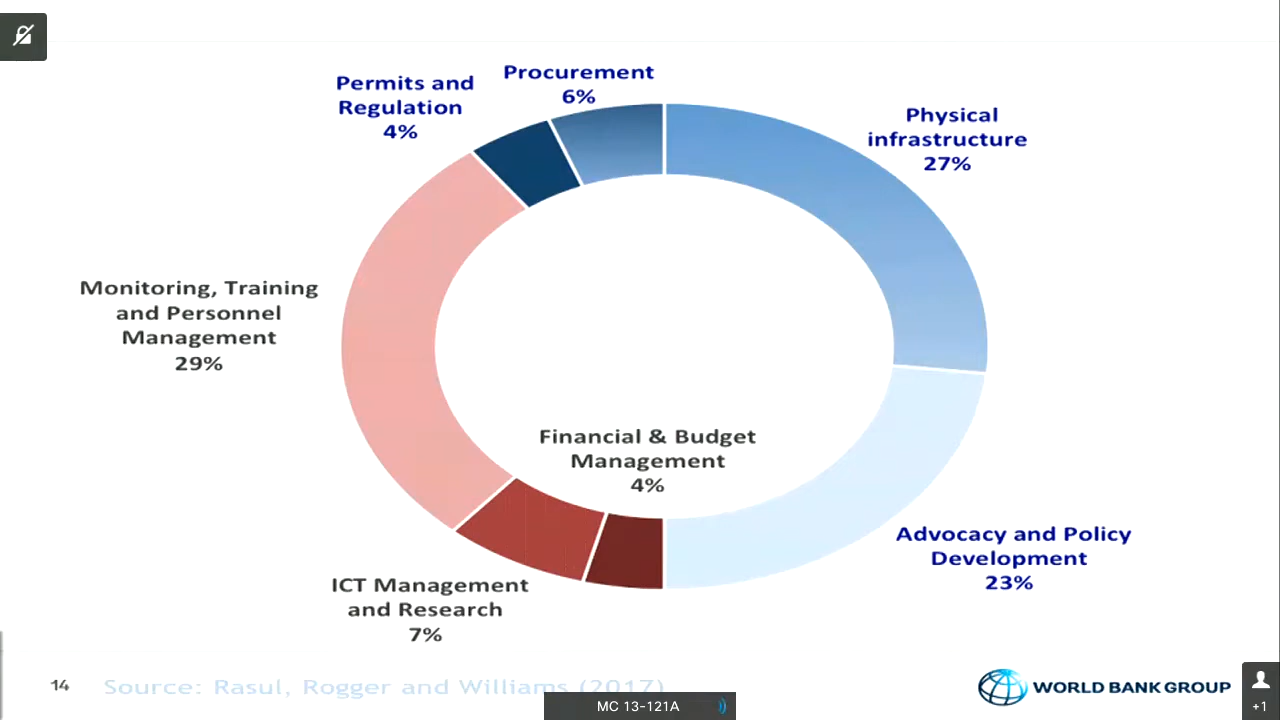 Procurement
6%
Permits and
Regulation
4%
Physical
infrastructure
27%
Monitoring, Training
and Personnel
Management
29%
Financial & Budget
Management
4%
Advocacy and Policy
Development
23%
ICT Management
and Research
7%
14
Source: Rasul, Rogger and Williams (2017)
WORLD BANK GROUP
MC 13-121A
+1